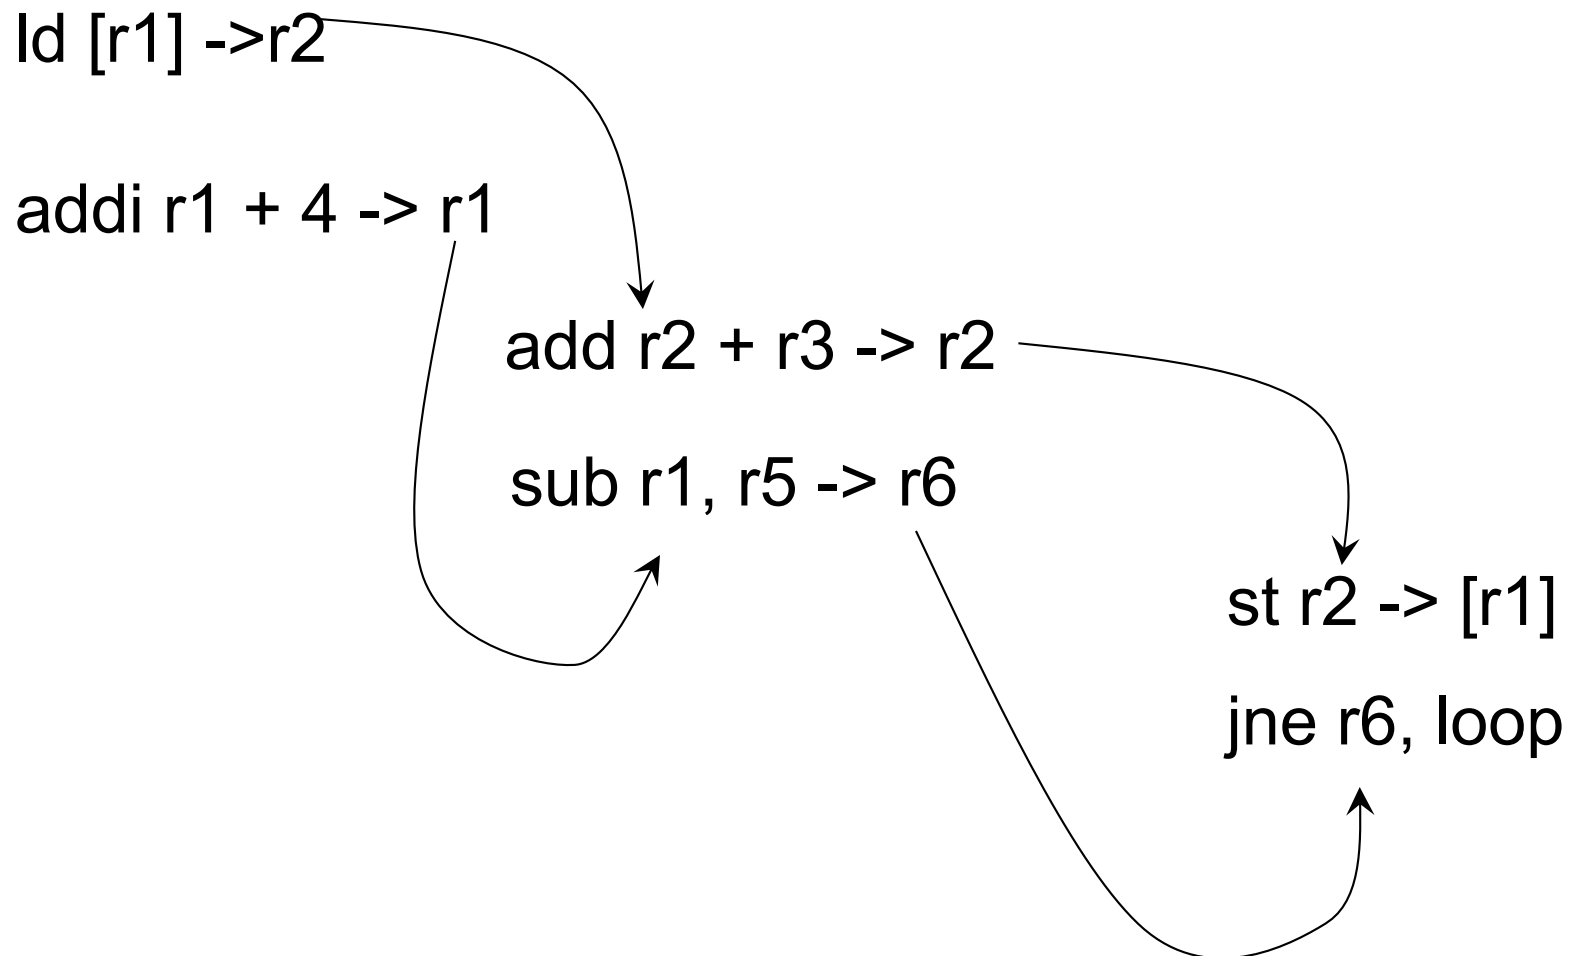 ld [r1] ->r2
addi r1 + 4 -> r1
add r2 + r3 -> r2
sub r1, r5 -> r6
st r2 -> [r1]
jne r6, loop